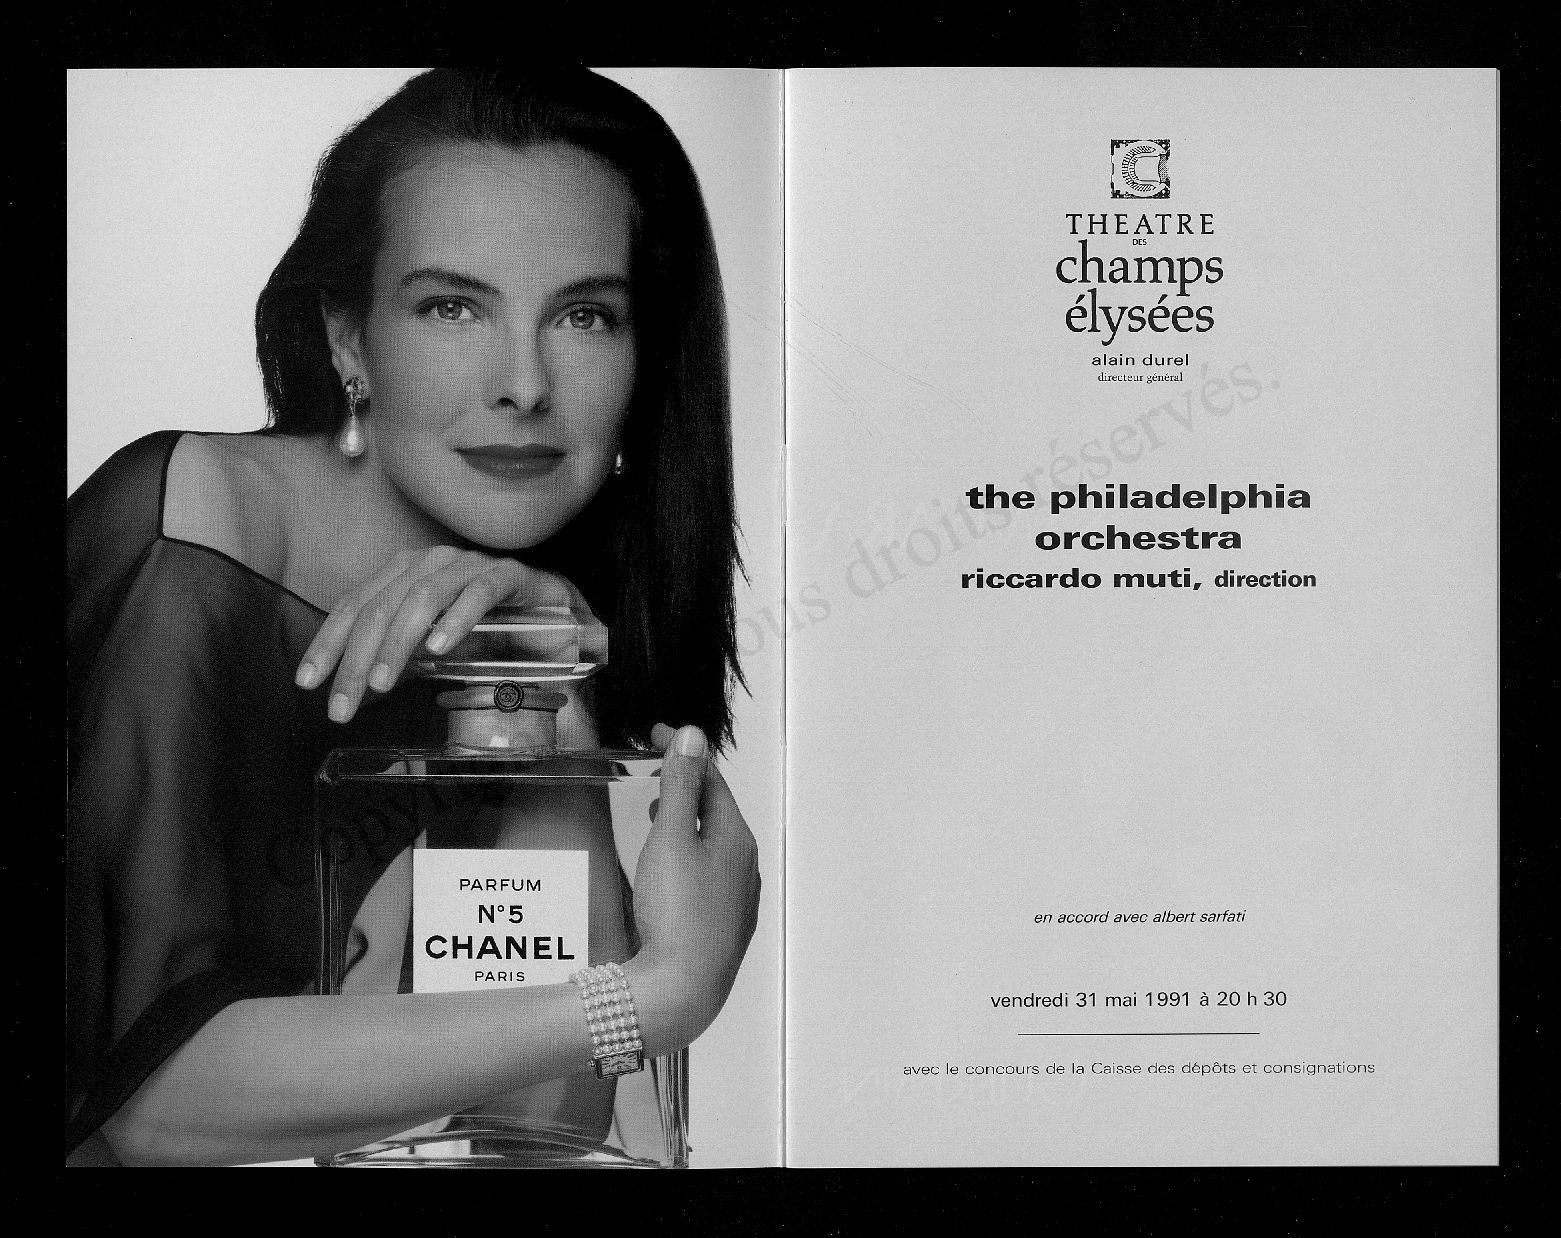 PARFUM
N°5
CHANEL
PARIS
THEATRE
DES
champs
élysées
alain durel
directeur général
the philadelphia
orchestra
riccardo muti, direction
en accord avec albert sarfati
vendredi 31 mai 1991 à 20 h 30
avec le concours de la Caisse des dépôts et consignations
droits réservés.